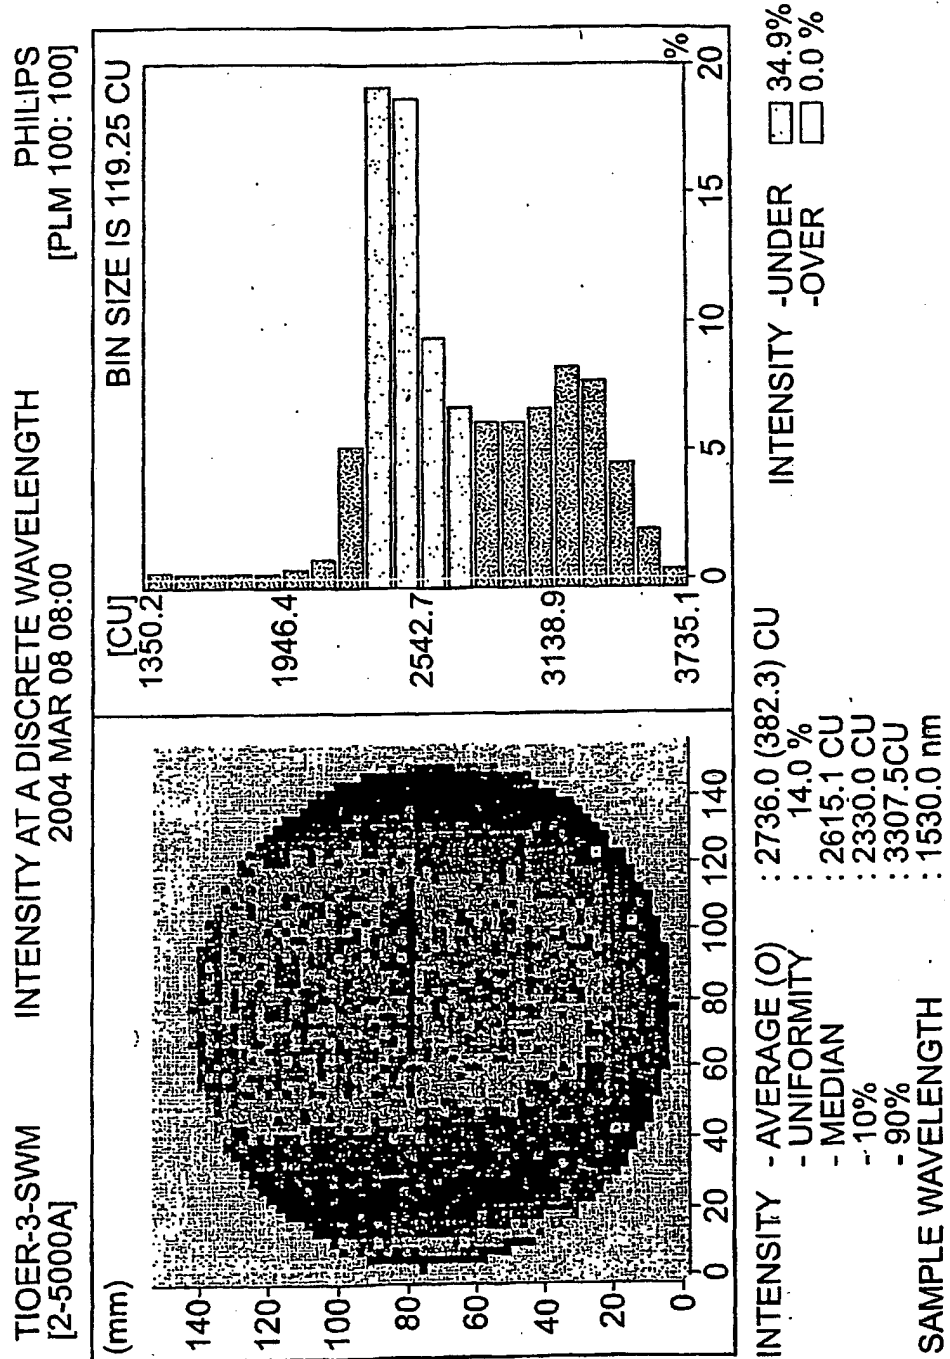 TIOER-3-SWM INTENSITY AT A DISCRETE WAVELENGTH PHILIPS
[2-5000A] 2004 MAR 08 08:00 [PLM 100: 100]
(mm)
140
120
100
80
60
40
20
0
0 20 40 60 80 100 120 140
[CU] BIN SIZE IS 119.25 CU
1350.2
1946.4
2542.7
3138.9
3735.1
0 5 10 15 20
%
INTENSITY - AVERAGE (O) : 2736.0 (382.3) CU
- UNIFORMITY : 14.0 %
- MEDIAN : 2615.1 CU
- 10% : 2330.0 CU
- 90% : 3307.5CU
SAMPLE WAVELENGTH : 1530.0 nm
INTENSITY -UNDER 34.9%
-OVER 0.0 %